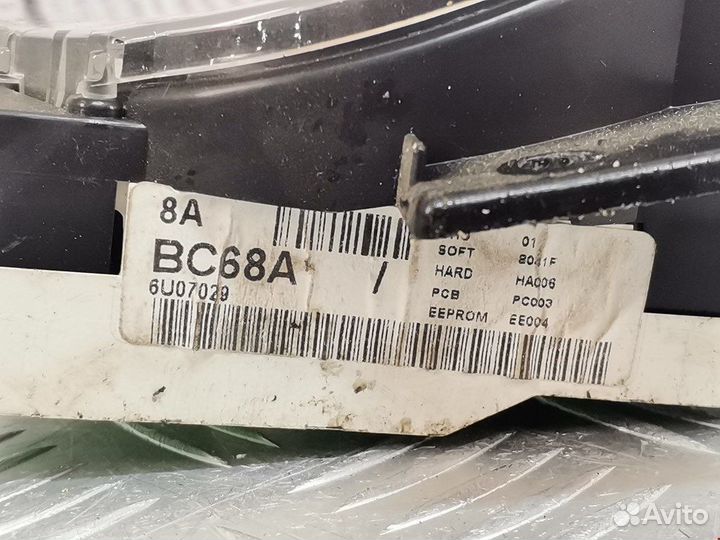 8A
BC68A /
6U07029
01
SOFT 8041F
HARD HA006
PCB PC003
EEPROM EE004
Avito